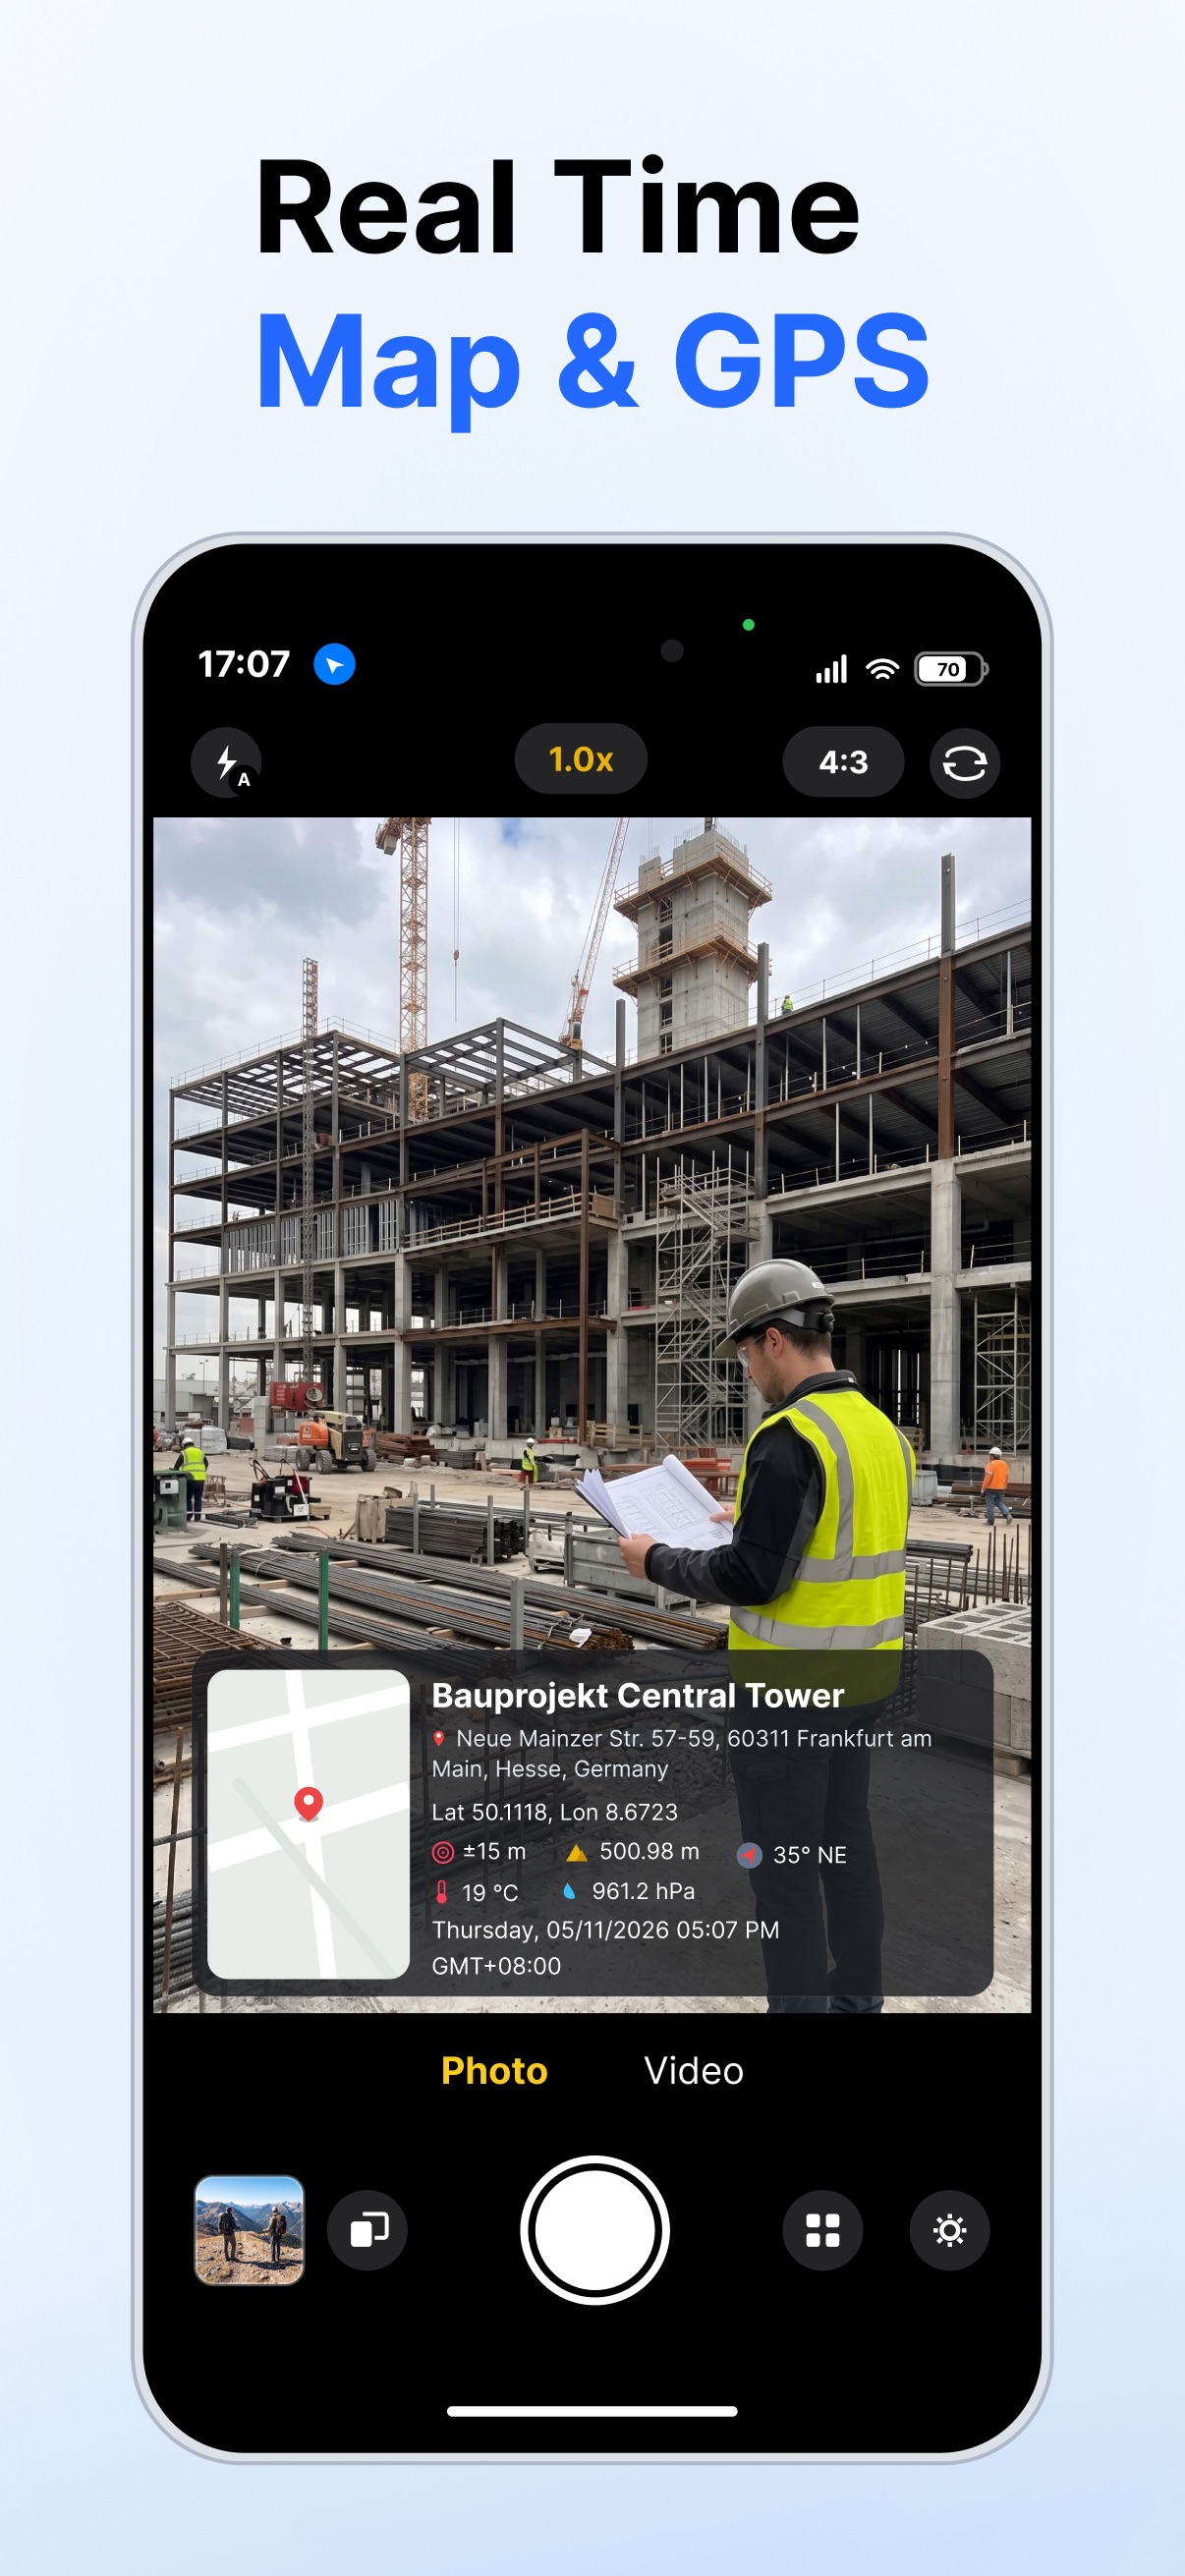 Real Time
Map & GPS
17:07
70
A
1.0x
4:3
Bauprojekt Central Tower
Neue Mainzer Str. 57-59, 60311 Frankfurt am
Main, Hesse, Germany
Lat 50.1118, Lon 8.6723
±15 m 500.98 m 35° NE
19 °C 961.2 hPa
Thursday, 05/11/2026 05:07 PM
GMT+08:00
Photo Video